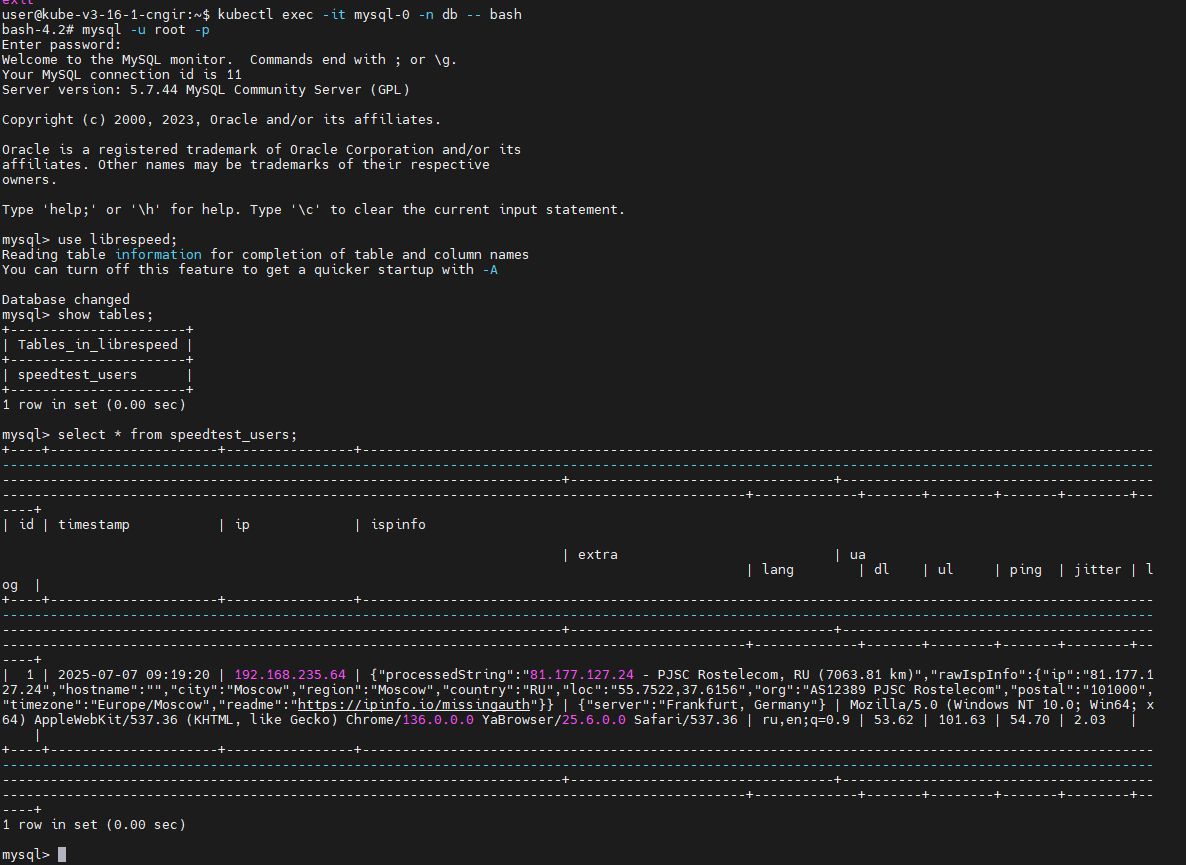 exit
user@kube-v3-16-1-cngir:~$ kubectl exec -it mysql-0 -n db -- bash
bash-4.2# mysql -u root -p
Enter password:
Welcome to the MySQL monitor.  Commands end with ; or \g.
Your MySQL connection id is 11
Server version: 5.7.44 MySQL Community Server (GPL)

Copyright (c) 2000, 2023, Oracle and/or its affiliates.

Oracle is a registered trademark of Oracle Corporation and/or its
affiliates. Other names may be trademarks of their respective
owners.

Type 'help;' or '\h' for help. Type '\c' to clear the current input statement.

mysql> use librespeed;
Reading table information for completion of table and column names
You can turn off this feature to get a quicker startup with -A

Database changed
mysql> show tables;
+----------------------+
| Tables_in_librespeed |
+----------------------+
| speedtest_users      |
+----------------------+
1 row in set (0.00 sec)

mysql> select * from speedtest_users;
| id | timestamp           | ip             | ispinfo
| extra                           | ua
| lang        | dl    | ul     | ping  | jitter | l
og  |
|  1 | 2025-07-07 09:19:20 | 192.168.235.64 | {"processedString":"81.177.127.24 - PJSC Rostelecom, RU (7063.81 km)","rawIspInfo":{"ip":"81.177.1
27.24","hostname":"","city":"Moscow","region":"Moscow","country":"RU","loc":"55.7522,37.6156","org":"AS12389 PJSC Rostelecom","postal":"101000",
"timezone":"Europe/Moscow","readme":"https://ipinfo.io/missingauth"}} | {"server":"Frankfurt, Germany"} | Mozilla/5.0 (Windows NT 10.0; Win64; x
64) AppleWebKit/537.36 (KHTML, like Gecko) Chrome/136.0.0.0 YaBrowser/25.6.0.0 Safari/537.36 | ru,en;q=0.9 | 53.62 | 101.63 | 54.70 | 2.03   |
    |
1 row in set (0.00 sec)

mysql>